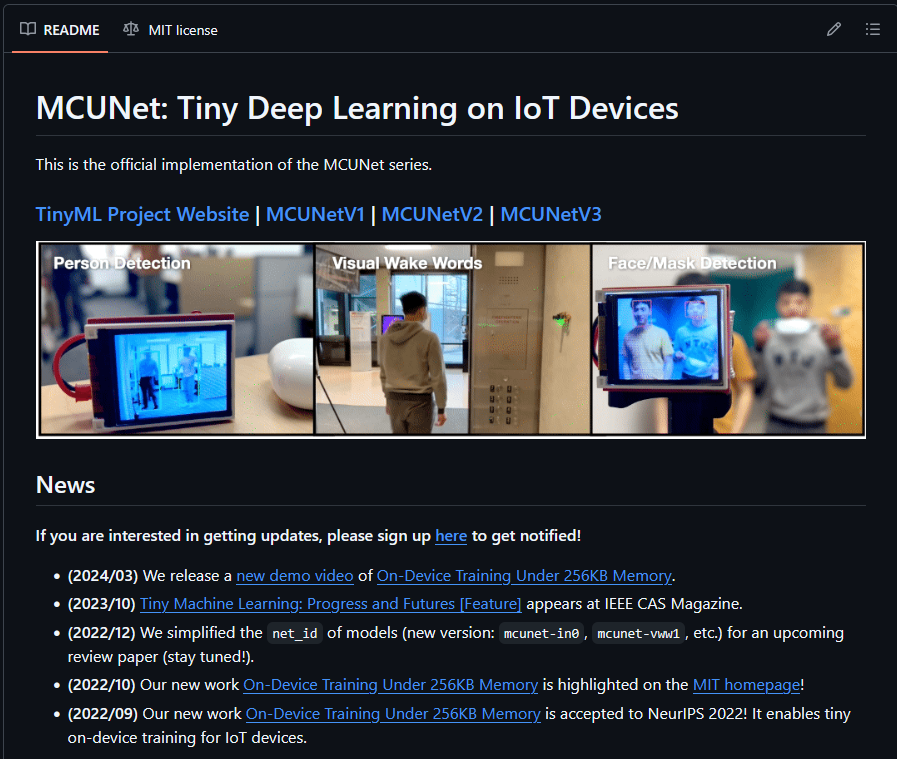 README
MIT license
MCUNet: Tiny Deep Learning on IoT Devices
This is the official implementation of the MCUNet series.
TinyML Project Website | MCUNetV1 | MCUNetV2 | MCUNetV3
Person Detection
Visual Wake Words
Face/Mask Detection
News
If you are interested in getting updates, please sign up here to get notified!
• (2024/03) We release a new demo video of On-Device Training Under 256KB Memory.
• (2023/10) Tiny Machine Learning: Progress and Futures [Feature] appears at IEEE CAS Magazine.
• (2022/12) We simplified the net_id of models (new version: mcunet-in0, mcunet-vww1, etc.) for an upcoming
review paper (stay tuned!).
• (2022/10) Our new work On-Device Training Under 256KB Memory is highlighted on the MIT homepage!
• (2022/09) Our new work On-Device Training Under 256KB Memory is accepted to NeurIPS 2022! It enables tiny
on-device training for IoT devices.